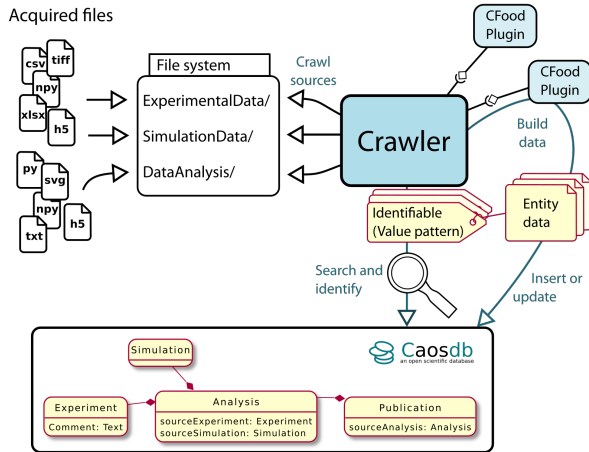 Acquired files
csv
tiff
npy
xlsx
h5
py
svg
npy
h5
txt
File system
ExperimentalData/
SimulationData/
DataAnalysis/
Crawl
sources
Crawler
CFood
Plugin
CFood
Plugin
Build
data
Identifiable
(Value pattern)
Entity
data
Search and
identify
Insert or
update
Caosdb
an open scientific database
Simulation
Experiment
Comment: Text
Analysis
sourceExperiment: Experiment
sourceSimulation: Simulation
Publication
sourceAnalysis: Analysis